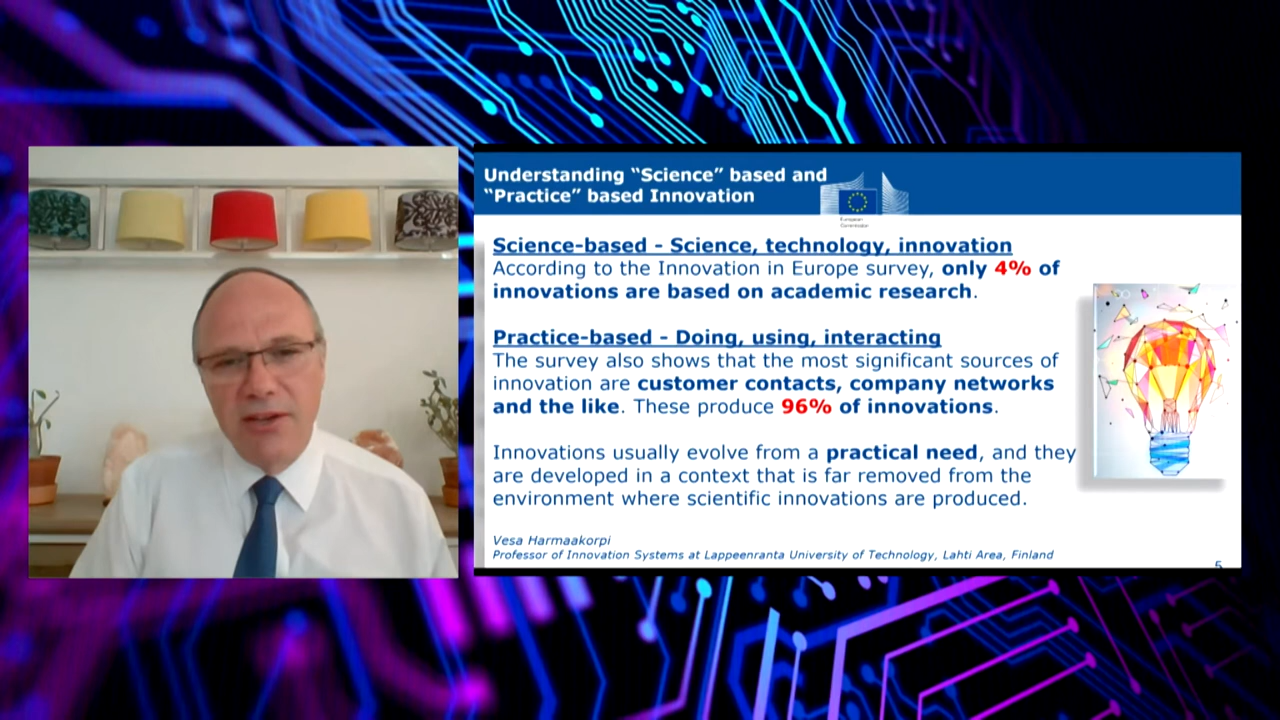 Understanding “Science” based and
“Practice” based Innovation
European
Commission
Science-based - Science, technology, innovation
According to the Innovation in Europe survey, only 4% of
innovations are based on academic research.
Practice-based - Doing, using, interacting
The survey also shows that the most significant sources of
innovation are customer contacts, company networks
and the like. These produce 96% of innovations.
Innovations usually evolve from a practical need, and they
are developed in a context that is far removed from the
environment where scientific innovations are produced.
Vesa Harmaakorpi
Professor of Innovation Systems at Lappeenranta University of Technology, Lahti Area, Finland
5